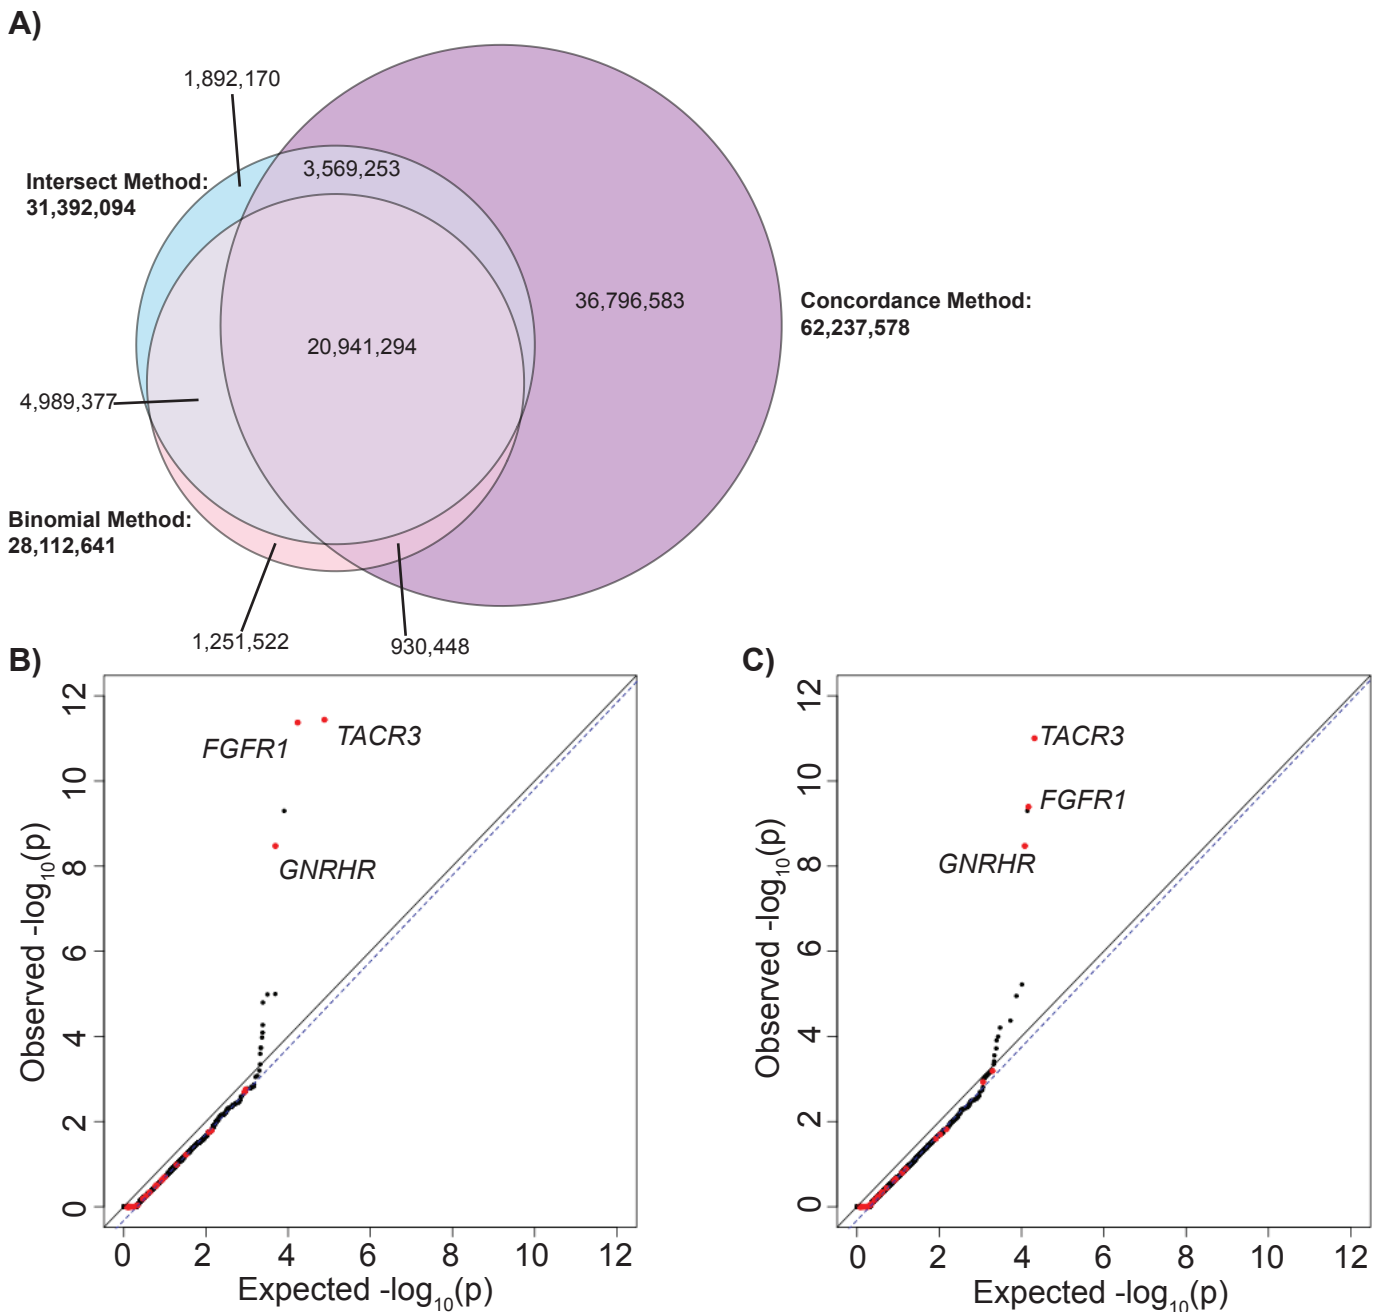 A)
1,892,170
3,569,253
Intersect Method:
31,392,094
36,796,583
Concordance Method:
62,237,578
20,941,294
4,989,377
Binomial Method:
28,112,641
1,251,522
930,448
B)
12
10
8
6
4
2
0
Observed -log10(p)
FGFR1
TACR3
GNRHR
0 2 4 6 8 10 12
Expected -log10(p)
C)
12
10
8
6
4
2
0
Observed -log10(p)
TACR3
FGFR1
GNRHR
0 2 4 6 8 10 12
Expected -log10(p)